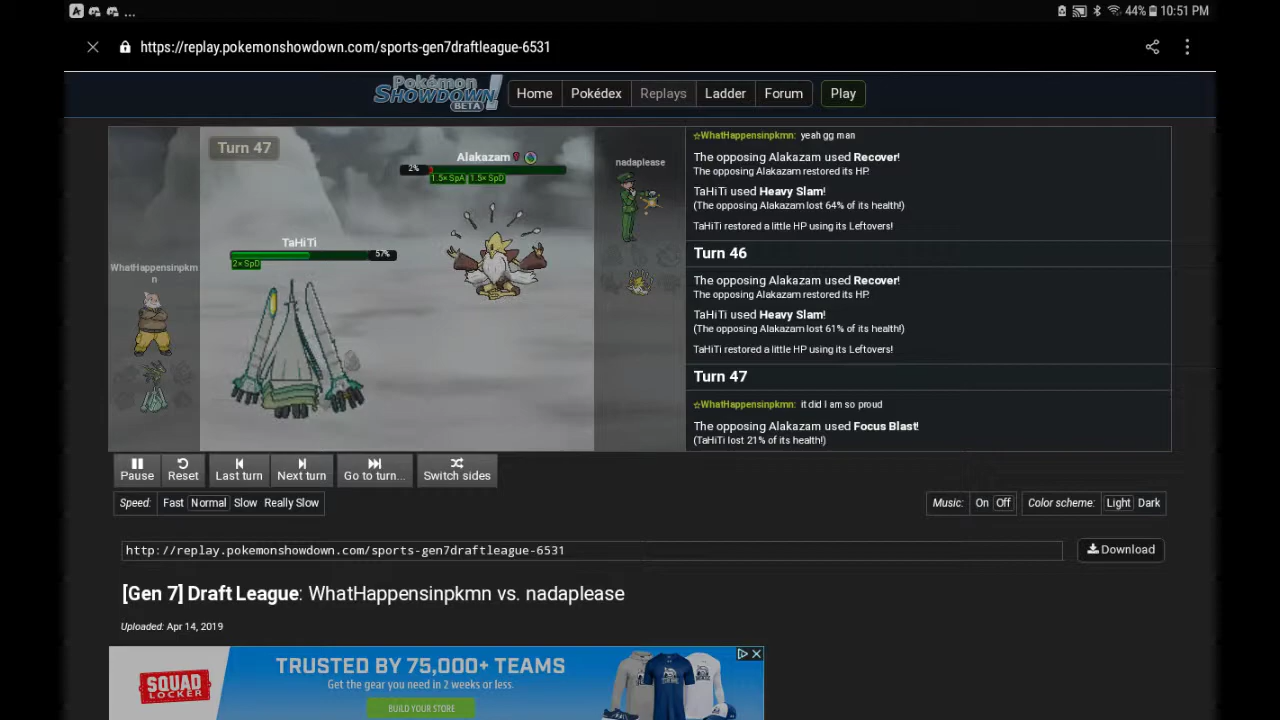 ... 44% 10:51 PM
https://replay.pokemonshowdown.com/sports-gen7draftleague-6531
Pokémon
SHOWDOWN!
BETA
Home Pokédex Replays Ladder Forum Play
Turn 47
Alakazam
2%
1.5× SpA 1.5× SpD
nadaplease
TaHiTi
57%
2× SpD
WhatHappensinpkm
n
☆WhatHappensinpkmn: yeah gg man
The opposing Alakazam used Recover!
The opposing Alakazam restored its HP.
TaHiTi used Heavy Slam!
(The opposing Alakazam lost 64% of its health!)
TaHiTi restored a little HP using its Leftovers!
Turn 46
The opposing Alakazam used Recover!
The opposing Alakazam restored its HP.
TaHiTi used Heavy Slam!
(The opposing Alakazam lost 61% of its health!)
TaHiTi restored a little HP using its Leftovers!
Turn 47
☆WhatHappensinpkmn: it did I am so proud
The opposing Alakazam used Focus Blast!
(TaHiTi lost 21% of its health!)
Pause Reset Last turn Next turn Go to turn... Switch sides
Speed: Fast Normal Slow Really Slow
Music: On Off Color scheme: Light Dark
http://replay.pokemonshowdown.com/sports-gen7draftleague-6531
Download
[Gen 7] Draft League: WhatHappensinpkmn vs. nadaplease
Uploaded: Apr 14, 2019
SQUAD
LOCKER
TRUSTED BY 75,000+ TEAMS
Get the gear you need in 2 weeks or less.
BUILD YOUR STORE